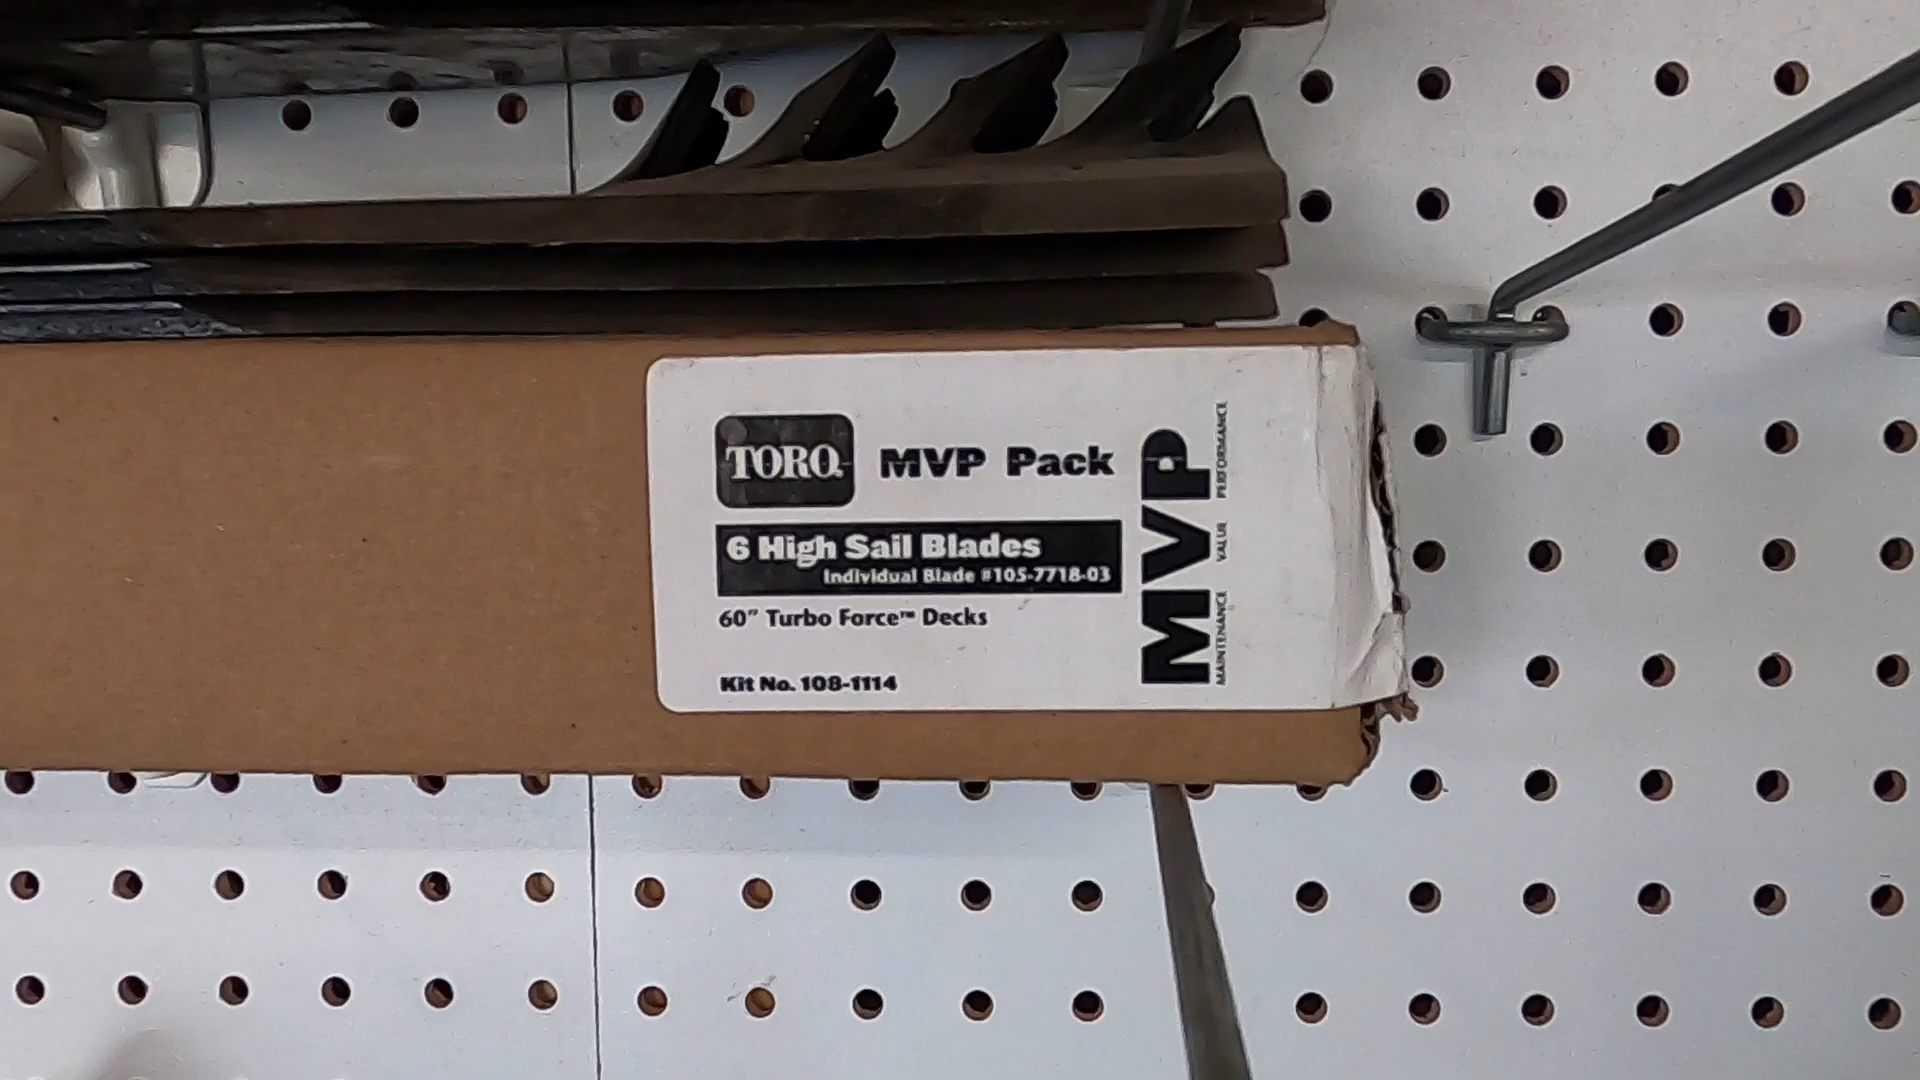 TORO
MVP Pack
6 High Sail Blades
Individual Blade #105-7718-03
60" Turbo Force™ Decks
Kit No. 108-1114
MVP
MAINTENANCE VALUE PERFORMANCE